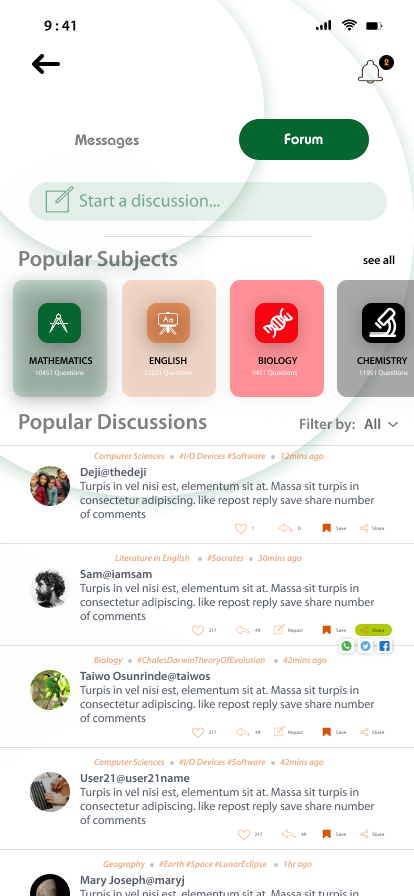 9:41
2
Messages
Forum
Start a discussion...
Popular Subjects
see all
Aa
MATHEMATICS
10451 Questions
ENGLISH
13251 Questions
BIOLOGY
9451 Questions
CHEMISTRY
11951 Questions
Popular Discussions
Filter by: All
Computer Sciences #I/O Devices #Software 12mins ago
Deji@thedeji
Turpis in vel nisi est, elementum sit at. Massa sit turpis in
consectetur adipiscing. like repost reply save share number
of comments
1 0 Save Share
Literature in English #Socrates 30mins ago
Sam@iamsam
Turpis in vel nisi est, elementum sit at. Massa sit turpis in
consectetur adipiscing. like repost reply save share number
of comments
217 49 Repost Save Share
Biology #ChalesDarwinTheoryOfEvolution 42mins ago
Taiwo Osunrinde@taiwos
Turpis in vel nisi est, elementum sit at. Massa sit turpis in
consectetur adipiscing. like repost reply save share number
of comments
217 49 Repost Save Share
Computer Sciences #I/O Devices #Software 42mins ago
User21@user21name
Turpis in vel nisi est, elementum sit at. Massa sit turpis in
consectetur adipiscing. like repost reply save share number
of comments
217 49 Save Share
Geography #Earth #Space #LunarEclipse 1hr ago
Mary Joseph@maryj
Turpis in vel nisi est, elementum sit at. Massa sit turpis in